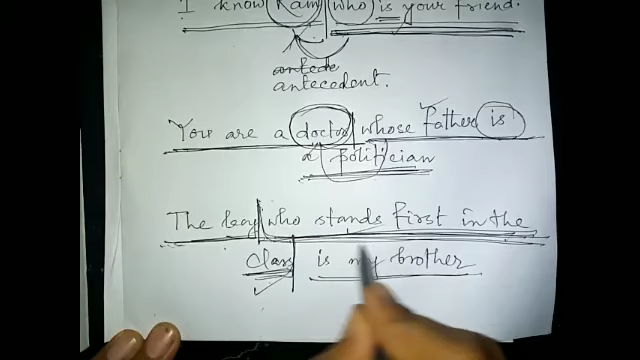 I know Ram who is your friend.
antede
antecedent.
You are a doctor whose Father is
a politician
The boy who stands first in the
class is my brother